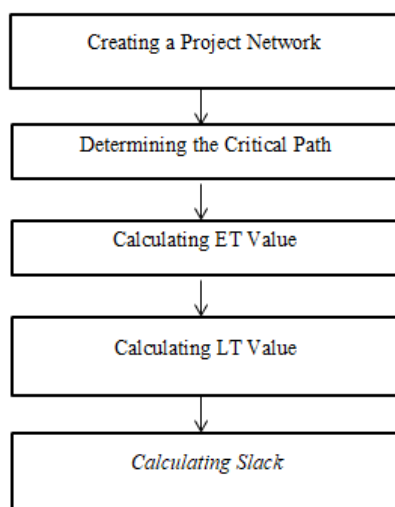 Creating a Project Network
Determining the Critical Path
Calculating ET Value
Calculating LT Value
Calculating Slack